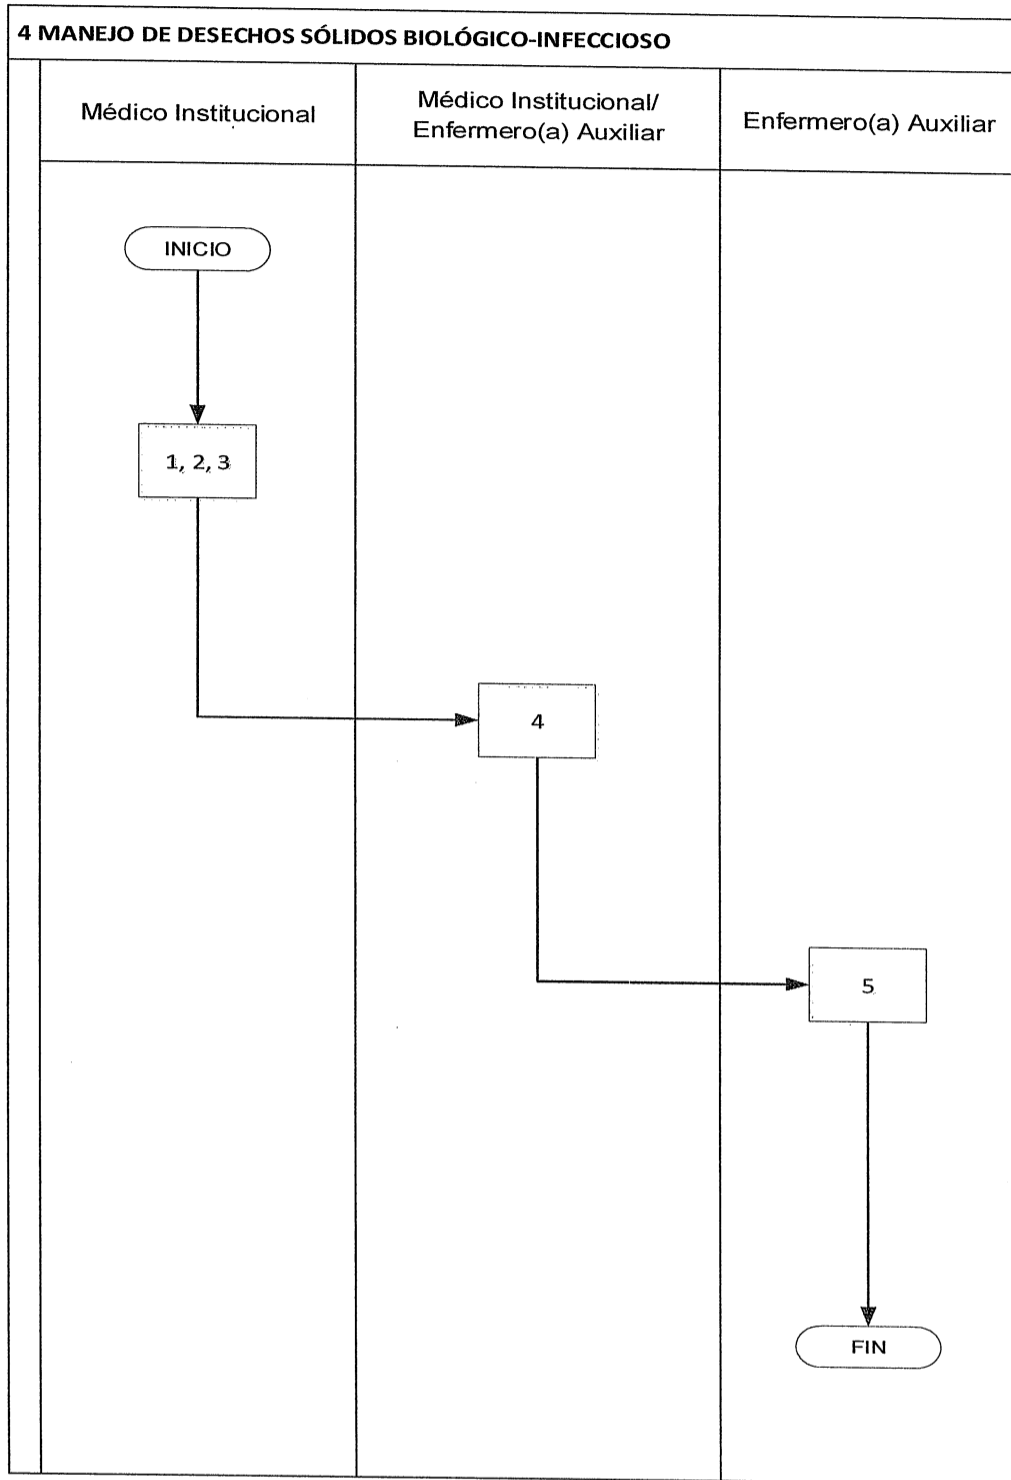 4 MANEJO DE DESECHOS SÓLIDOS BIOLÓGICO-INFECCIOSO
Médico Institucional
Médico Institucional/
Enfermero(a) Auxiliar
Enfermero(a) Auxiliar
INICIO
1, 2, 3
4
5
FIN